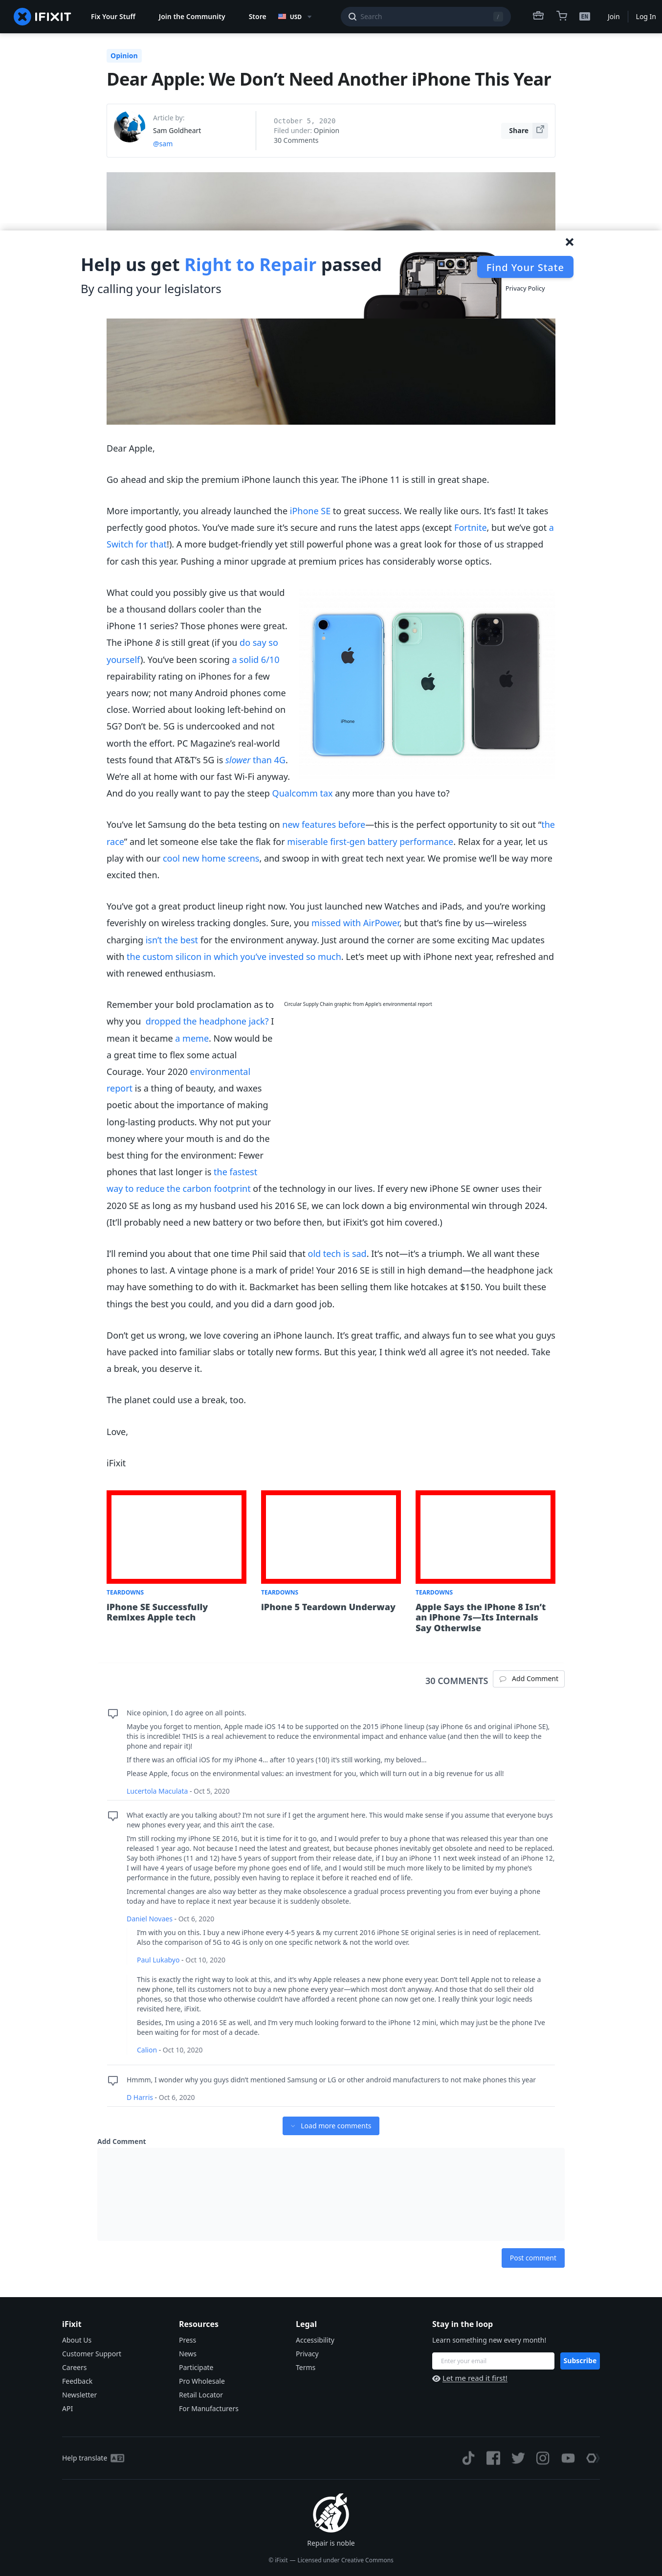 IFIXIT
Fix Your Stuff
Join the Community
Store
USD
Search
/
EN
Join
Log In
Opinion
Dear Apple: We Don’t Need Another iPhone This Year
Article by:
Sam Goldheart
@sam
October 5, 2020
Filed under: Opinion
30 Comments
Share
Help us get Right to Repair passed
By calling your legislators
Find Your State
Privacy Policy
Dear Apple,
Go ahead and skip the premium iPhone launch this year. The iPhone 11 is still in great shape.
More importantly, you already launched the iPhone SE to great success. We really like ours. It’s fast! It takes
perfectly good photos. You’ve made sure it’s secure and runs the latest apps (except Fortnite, but we’ve got a
Switch for that!). A more budget-friendly yet still powerful phone was a great look for those of us strapped
for cash this year. Pushing a minor upgrade at premium prices has considerably worse optics.
What could you possibly give us that would
be a thousand dollars cooler than the
iPhone 11 series? Those phones were great.
The iPhone 8 is still great (if you do say so
yourself). You’ve been scoring a solid 6/10
repairability rating on iPhones for a few
years now; not many Android phones come
close. Worried about looking left-behind on
5G? Don’t be. 5G is undercooked and not
worth the effort. PC Magazine’s real-world
tests found that AT&T’s 5G is slower than 4G.
We’re all at home with our fast Wi-Fi anyway.
And do you really want to pay the steep Qualcomm tax any more than you have to?
iPhone
You’ve let Samsung do the beta testing on new features before—this is the perfect opportunity to sit out “the
race” and let someone else take the flak for miserable first-gen battery performance. Relax for a year, let us
play with our cool new home screens, and swoop in with great tech next year. We promise we’ll be way more
excited then.
You’ve got a great product lineup right now. You just launched new Watches and iPads, and you’re working
feverishly on wireless tracking dongles. Sure, you missed with AirPower, but that’s fine by us—wireless
charging isn’t the best for the environment anyway. Just around the corner are some exciting Mac updates
with the custom silicon in which you’ve invested so much. Let’s meet up with iPhone next year, refreshed and
with renewed enthusiasm.
Circular Supply Chain graphic from Apple's environmental report
Remember your bold proclamation as to
why you dropped the headphone jack? I
mean it became a meme. Now would be
a great time to flex some actual
Courage. Your 2020 environmental
report is a thing of beauty, and waxes
poetic about the importance of making
long-lasting products. Why not put your
money where your mouth is and do the
best thing for the environment: Fewer
phones that last longer is the fastest
way to reduce the carbon footprint of the technology in our lives. If every new iPhone SE owner uses their
2020 SE as long as my husband used his 2016 SE, we can lock down a big environmental win through 2024.
(It’ll probably need a new battery or two before then, but iFixit’s got him covered.)
I’ll remind you about that one time Phil said that old tech is sad. It’s not—it’s a triumph. We all want these
phones to last. A vintage phone is a mark of pride! Your 2016 SE is still in high demand—the headphone jack
may have something to do with it. Backmarket has been selling them like hotcakes at $150. You built these
things the best you could, and you did a darn good job.
Don’t get us wrong, we love covering an iPhone launch. It’s great traffic, and always fun to see what you guys
have packed into familiar slabs or totally new forms. But this year, I think we’d all agree it’s not needed. Take
a break, you deserve it.
The planet could use a break, too.
Love,
iFixit
TEARDOWNS
iPhone SE Successfully
Remixes Apple tech
TEARDOWNS
iPhone 5 Teardown Underway
TEARDOWNS
Apple Says the iPhone 8 Isn’t
an iPhone 7s—Its Internals
Say Otherwise
30 COMMENTS
Add Comment
Nice opinion, I do agree on all points.
Maybe you forget to mention, Apple made iOS 14 to be supported on the 2015 iPhone lineup (say iPhone 6s and original iPhone SE),
this is incredible! THIS is a real achievement to reduce the environmental impact and enhance value (and then the will to keep the
phone and repair it)!
If there was an official iOS for my iPhone 4… after 10 years (10!) it’s still working, my beloved…
Please Apple, focus on the environmental values: an investment for you, which will turn out in a big revenue for us all!
Lucertola Maculata - Oct 5, 2020
What exactly are you talking about? I’m not sure if I get the argument here. This would make sense if you assume that everyone buys
new phones every year, and this ain’t the case.
I’m still rocking my iPhone SE 2016, but it is time for it to go, and I would prefer to buy a phone that was released this year than one
released 1 year ago. Not because I need the latest and greatest, but because phones inevitably get obsolete and need to be replaced.
Say both iPhones (11 and 12) have 5 years of support from their release date, if I buy an iPhone 11 next week instead of an iPhone 12,
I will have 4 years of usage before my phone goes end of life, and I would still be much more likely to be limited by my phone’s
performance in the future, possibly even having to replace it before it reached end of life.
Incremental changes are also way better as they make obsolescence a gradual process preventing you from ever buying a phone
today and have to replace it next year because it is suddenly obsolete.
Daniel Novaes - Oct 6, 2020
I’m with you on this. I buy a new iPhone every 4-5 years & my current 2016 iPhone SE original series is in need of replacement.
Also the comparison of 5G to 4G is only on one specific network & not the world over.
Paul Lukabyo - Oct 10, 2020
This is exactly the right way to look at this, and it’s why Apple releases a new phone every year. Don’t tell Apple not to release a
new phone, tell its customers not to buy a new phone every year—which most don’t anyway. And those that do sell their old
phones, so that those who otherwise couldn’t have afforded a recent phone can now get one. I really think your logic needs
revisited here, iFixit.
Besides, I’m using a 2016 SE as well, and I’m very much looking forward to the iPhone 12 mini, which may just be the phone I’ve
been waiting for for most of a decade.
Calion - Oct 10, 2020
Hmmm, I wonder why you guys didn’t mentioned Samsung or LG or other android manufacturers to not make phones this year
D Harris - Oct 6, 2020
Load more comments
Add Comment
Post comment
iFixit
About Us
Customer Support
Careers
Feedback
Newsletter
API
Resources
Press
News
Participate
Pro Wholesale
Retail Locator
For Manufacturers
Legal
Accessibility
Privacy
Terms
Stay in the loop
Learn something new every month!
Enter your email
Subscribe
Let me read it first!
Help translate
Repair is noble
© iFixit — Licensed under Creative Commons